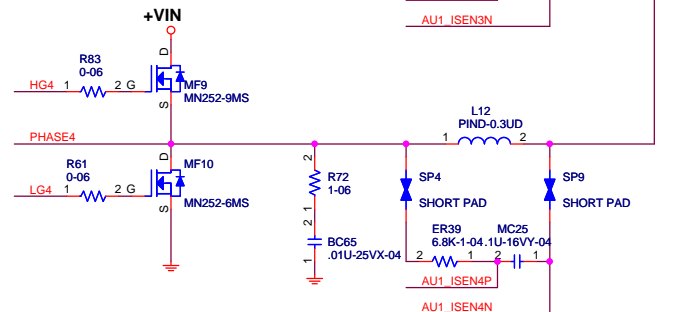 AU1_ISEN3N
+VIN
D
R83
0-06
HG4 1 2 G
MF9
MN252-9MS
S
L12
PIND-0.3UD
PHASE4 1 2
D
MF10
R61
0-06
LG4 1 2 G
MN252-6MS
S
2
R72
1-06
1
SP4
SHORT PAD
SP9
SHORT PAD
2
BC65
.01U-25VX-04
1
ER39 MC25
6.8K-1-04 .1U-16VY-04
2 1 2 1
AU1_ISEN4P
AU1_ISEN4N